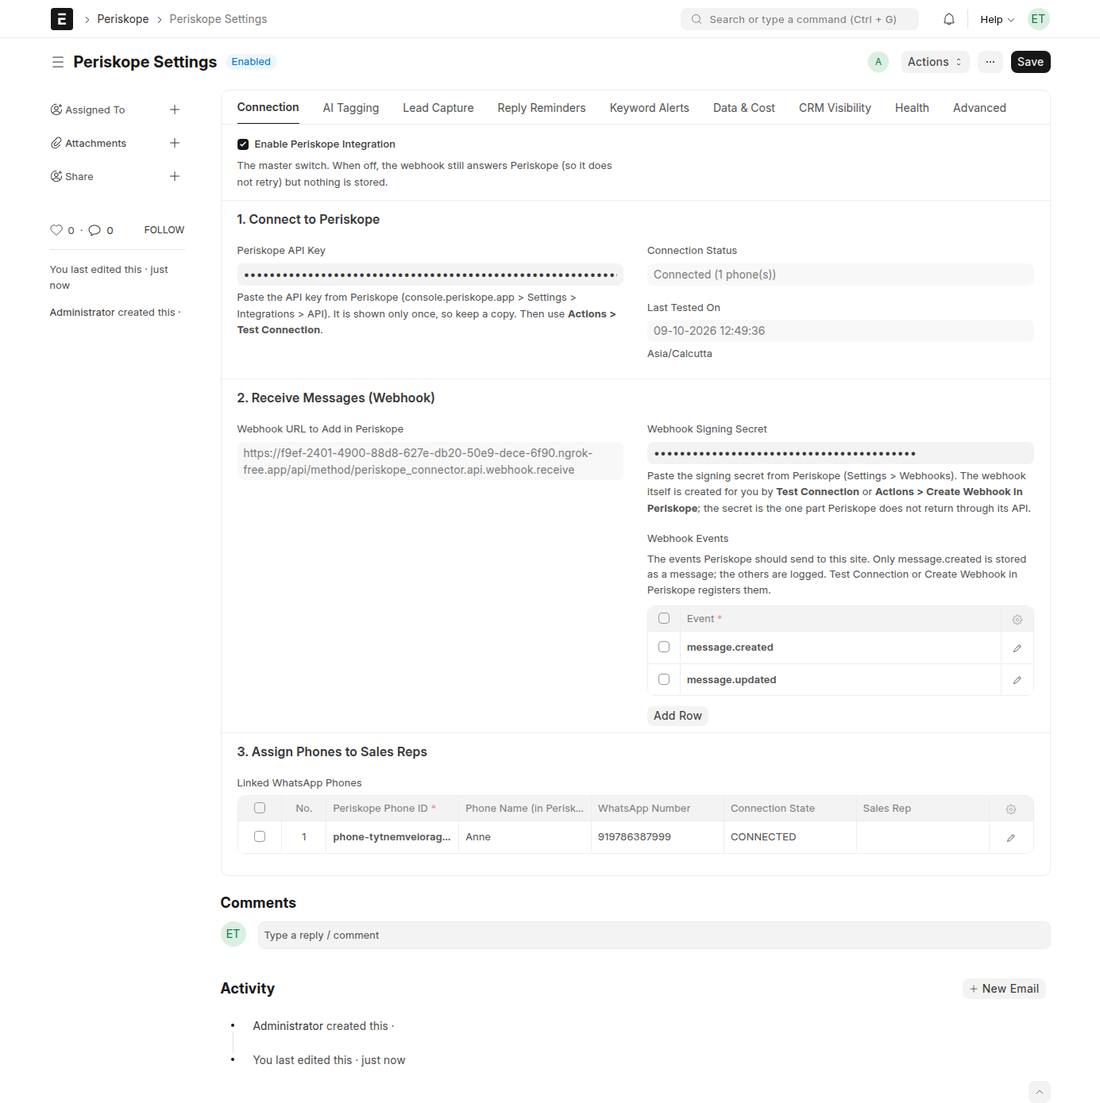 Periskope
Periskope Settings
Search or type a command (Ctrl + G)
Help
ET
Periskope Settings
Enabled
A
Actions
Save
Assigned To
Attachments
Share
0 · 0
FOLLOW
You last edited this · just
now
Administrator created this ·
Connection
AI Tagging
Lead Capture
Reply Reminders
Keyword Alerts
Data & Cost
CRM Visibility
Health
Advanced
Enable Periskope Integration
The master switch. When off, the webhook still answers Periskope (so it does
not retry) but nothing is stored.
1. Connect to Periskope
Periskope API Key
Paste the API key from Periskope (console.periskope.app > Settings >
Integrations > API). It is shown only once, so keep a copy. Then use Actions >
Test Connection.
Connection Status
Connected (1 phone(s))
Last Tested On
09-10-2026 12:49:36
Asia/Calcutta
2. Receive Messages (Webhook)
Webhook URL to Add in Periskope
https://f9ef-2401-4900-88d8-627e-db20-50e9-dece-6f90.ngrok-
free.app/api/method/periskope_connector.api.webhook.receive
Webhook Signing Secret
Paste the signing secret from Periskope (Settings > Webhooks). The webhook
itself is created for you by Test Connection or Actions > Create Webhook in
Periskope; the secret is the one part Periskope does not return through its API.
Webhook Events
The events Periskope should send to this site. Only message.created is stored
as a message; the others are logged. Test Connection or Create Webhook in
Periskope registers them.
Event *
message.created
message.updated
Add Row
3. Assign Phones to Sales Reps
Linked WhatsApp Phones
No.
Periskope Phone ID *
Phone Name (in Perisk...
WhatsApp Number
Connection State
Sales Rep
1
phone-tytnemveiorag...
Anne
919786387999
CONNECTED
Comments
ET
Type a reply / comment
Activity
New Email
Administrator created this ·
You last edited this · just now